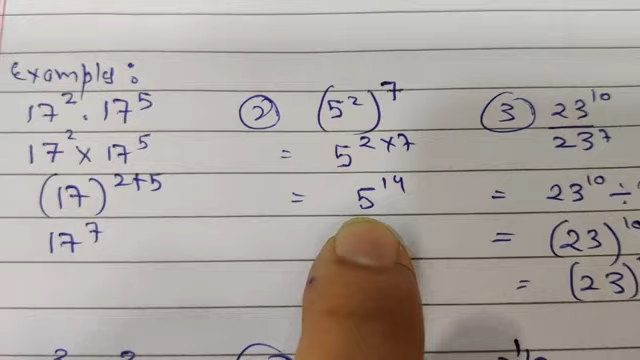 Example:
17² · 17⁵
17² × 17⁵
(17)²⁺⁵
17⁷
② (5²)⁷
= 5²ˣ⁷
= 5¹⁴
③ 23¹⁰
23⁷
= 23¹⁰ ÷
= (23)¹⁰
= (23)